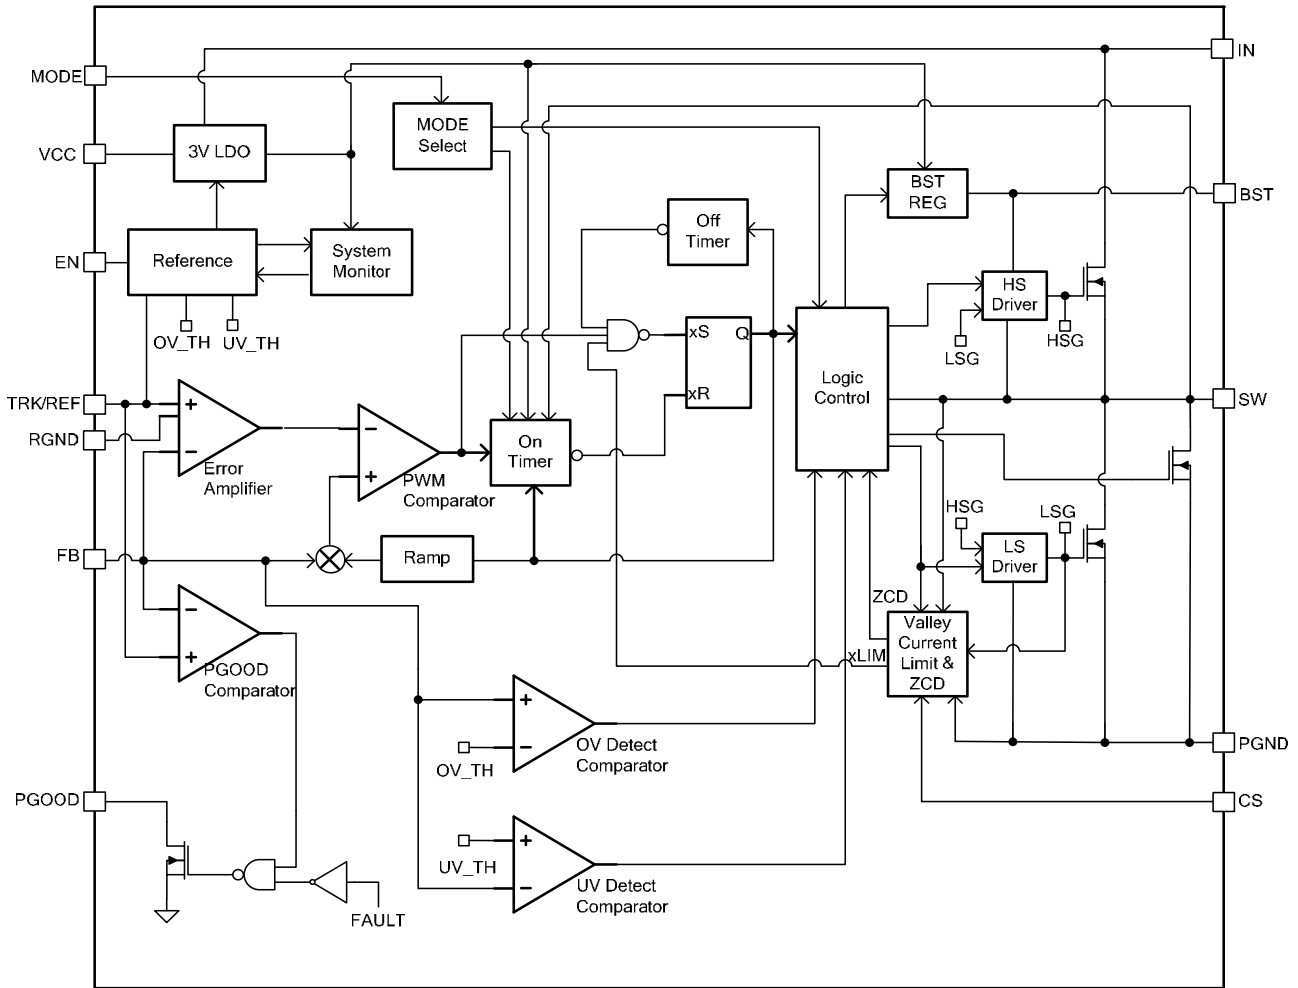 IN
MODE
MODE
Select
VCC
3V LDO
BST
REG
BST
Off
Timer
EN
Reference
System
Monitor
HS
Driver
OV_TH
UV_TH
LSG
HSG
xS
Q
xR
Logic
Control
TRK/REF
+
RGND
−
Error
Amplifier
−
+
PWM
Comparator
On
Timer
SW
HSG
LSG
FB
Ramp
LS
Driver
ZCD
−
+
PGOOD
Comparator
xLIM
Valley
Current
Limit &
ZCD
+
−
OV_TH
OV Detect
Comparator
PGND
PGOOD
CS
+
UV_TH
−
UV Detect
Comparator
FAULT